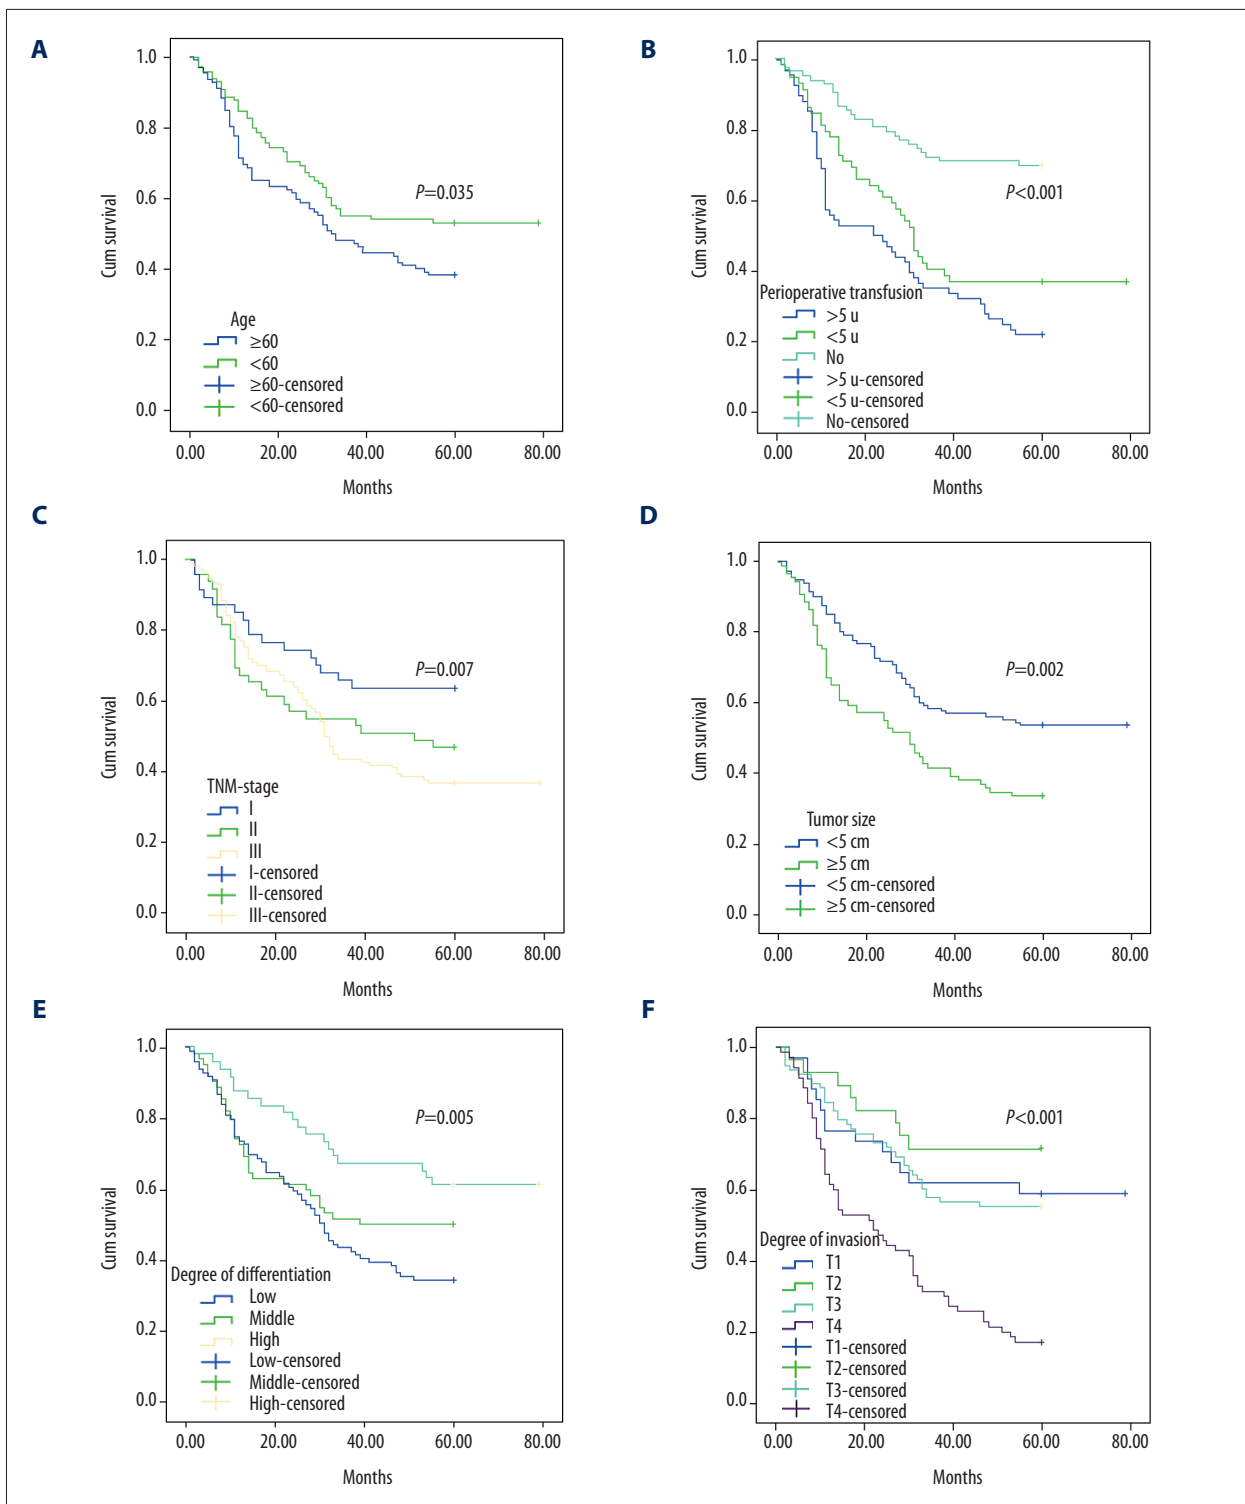 A
1.0
0.8
0.6
0.4
0.2
0.0
Cum survival
P=0.035
Age
≥60
<60
≥60-censored
<60-censored
0.00 20.00 40.00 60.00 80.00
Months
B
1.0
0.8
0.6
0.4
0.2
0.0
Cum survival
P<0.001
Perioperative transfusion
>5 u
<5 u
No
>5 u-censored
<5 u-censored
No-censored
0.00 20.00 40.00 60.00 80.00
Months
C
1.0
0.8
0.6
0.4
0.2
0.0
Cum survival
P=0.007
TNM-stage
I
II
III
I-censored
II-censored
III-censored
0.00 20.00 40.00 60.00 80.00
Months
D
1.0
0.8
0.6
0.4
0.2
0.0
Cum survival
P=0.002
Tumor size
<5 cm
≥5 cm
<5 cm-censored
≥5 cm-censored
0.00 20.00 40.00 60.00 80.00
Months
E
1.0
0.8
0.6
0.4
0.2
0.0
Cum survival
P=0.005
Degree of differentiation
Low
Middle
High
Low-censored
Middle-censored
High-censored
0.00 20.00 40.00 60.00 80.00
Months
F
1.0
0.8
0.6
0.4
0.2
0.0
Cum survival
P<0.001
Degree of invasion
T1
T2
T3
T4
T1-censored
T2-censored
T3-censored
T4-censored
0.00 20.00 40.00 60.00 80.00
Months